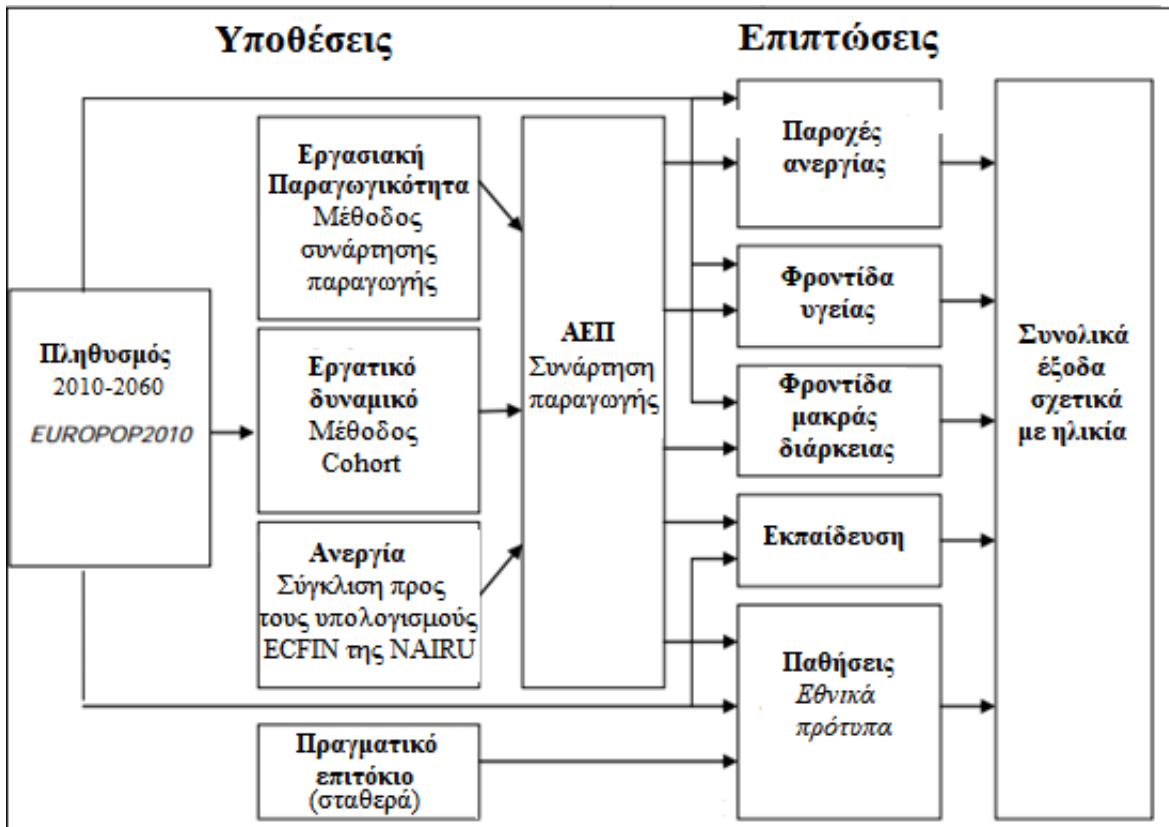 Υποθέσεις
Επιπτώσεις
Πληθυσμός
2010-2060
EUROPOP2010
Εργασιακή
Παραγωγικότητα
Μέθοδος
συνάρτησης
παραγωγής
Εργατικό
δυναμικό
Μέθοδος
Cohort
Ανεργία
Σύγκλιση προς
τους υπολογισμούς
ECFIN της NAIRU
Πραγματικό
επιτόκιο
(σταθερά)
ΑΕΠ
Συνάρτηση
παραγωγής
Παροχές
ανεργίας
Φροντίδα
υγείας
Φροντίδα
μακράς
διάρκειας
Εκπαίδευση
Παθήσεις
Εθνικά
πρότυπα
Συνολικά
έξοδα
σχετικά
με ηλικία